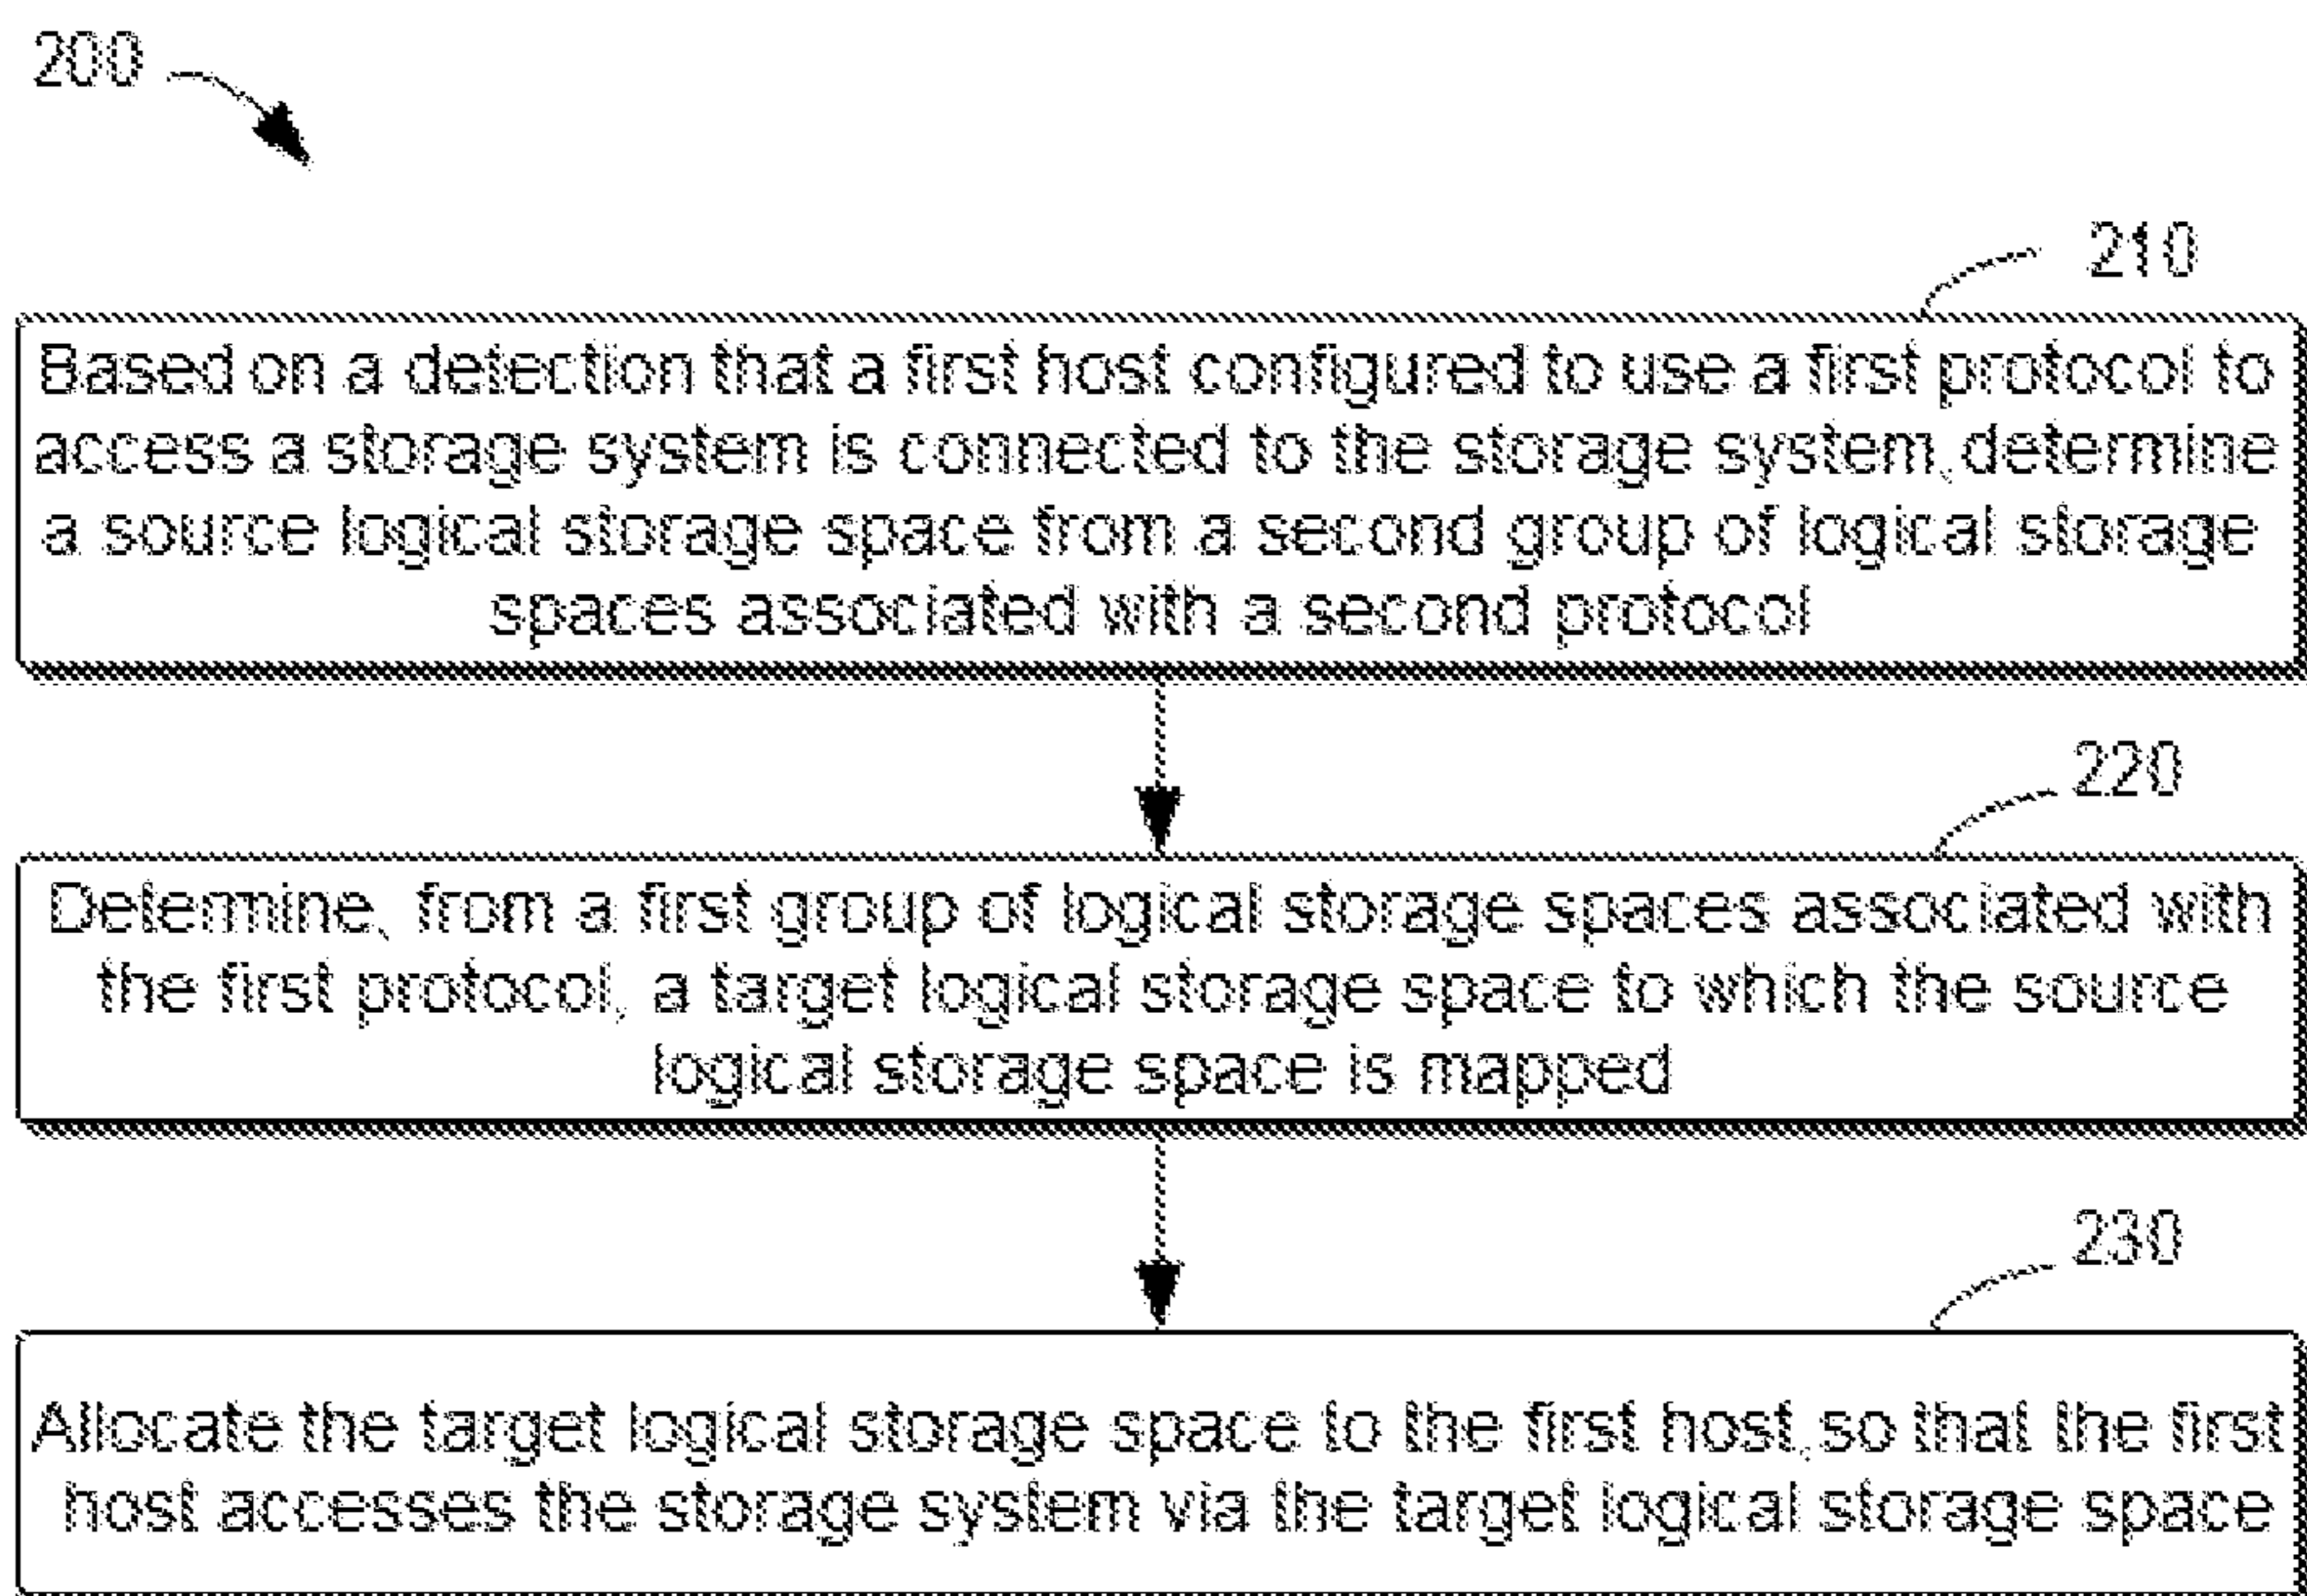 200
210
Based on a detection that a first host configured to use a first protocol to
access a storage system is connected to the storage system, determine
a source logical storage space from a second group of logical storage
spaces associated with a second protocol
220
Determine, from a first group of logical storage spaces associated with
the first protocol, a target logical storage space to which the source
logical storage space is mapped
230
Allocate the target logical storage space to the first host, so that the first
host accesses the storage system via the target logical storage space